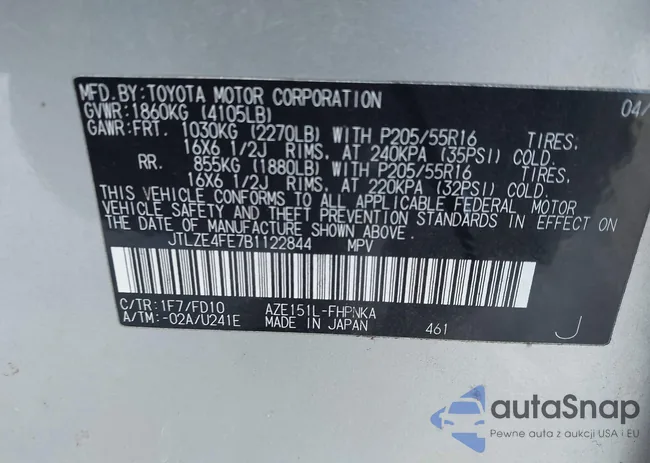 MFD. BY: TOYOTA MOTOR CORPORATION 04/
GVWR: 1860KG (4105LB)
GAWR: FRT. 1030KG (2270LB) WITH P205/55R16 TIRES,
16X6 1/2J RIMS, AT 240KPA (35PSI) COLD.
RR. 855KG (1880LB) WITH P205/55R16 TIRES,
16X6 1/2J RIMS, AT 220KPA (32PSI) COLD.
THIS VEHICLE CONFORMS TO ALL APPLICABLE FEDERAL MOTOR
VEHICLE SAFETY AND THEFT PREVENTION STANDARDS IN EFFECT ON
THE DATE OF MANUFACTURE SHOWN ABOVE.
JTLZE4FE7B1122844 MPV
C/TR: 1F7/FD10 AZE151L-FHPNKA
A/TM: -02A/U241E MADE IN JAPAN 461 J
autaSnap
Pewne auta z aukcji USA i EU